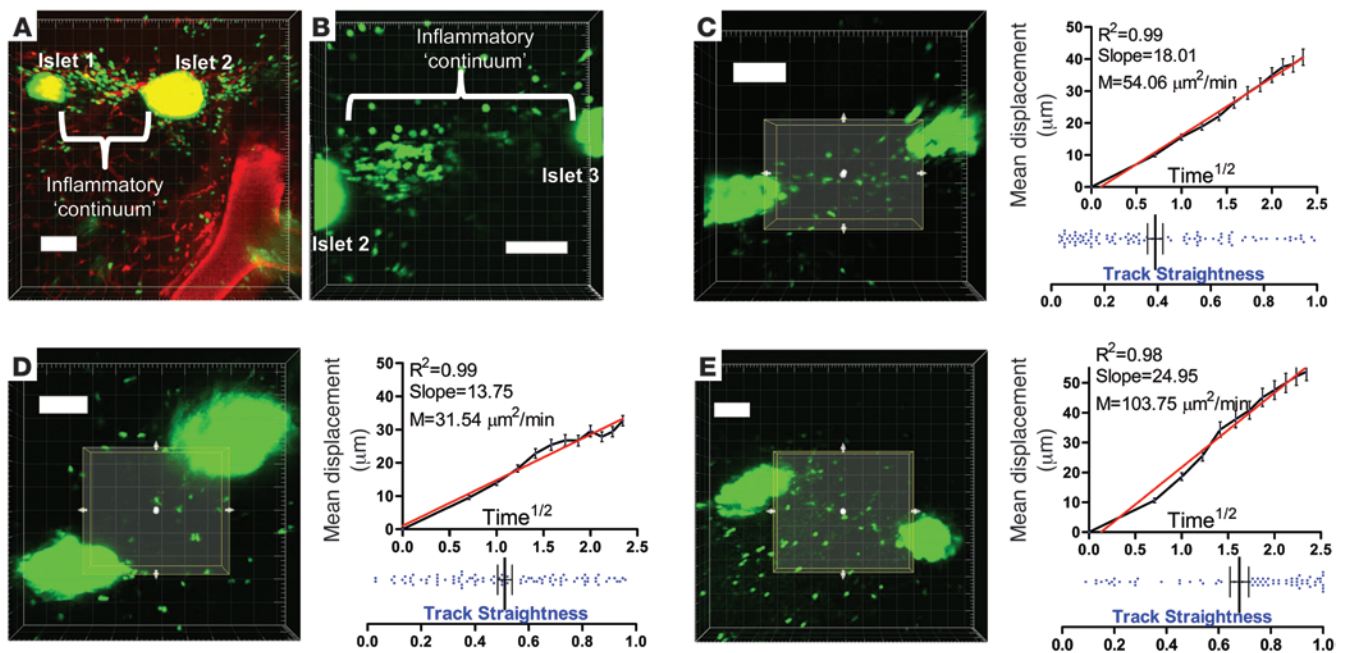 A
Islet 1
Islet 2
Inflammatory
‘continuum’
B
Inflammatory
‘continuum’
Islet 3
Islet 2
C
Mean displacement
(μm)
50
40
30
20
10
0
R²=0.99
Slope=18.01
M=54.06 μm²/min
Time¹/²
0.0 0.5 1.0 1.5 2.0 2.5
Track Straightness
0.0 0.2 0.4 0.6 0.8 1.0
D
Mean displacement
(μm)
50
40
30
20
10
0
R²=0.99
Slope=13.75
M=31.54 μm²/min
Time¹/²
0.0 0.5 1.0 1.5 2.0 2.5
Track Straightness
0.0 0.2 0.4 0.6 0.8 1.0
E
Mean displacement
(μm)
50
40
30
20
10
0
R²=0.98
Slope=24.95
M=103.75 μm²/min
Time¹/²
0.0 0.5 1.0 1.5 2.0 2.5
Track Straightness
0.0 0.2 0.4 0.6 0.8 1.0